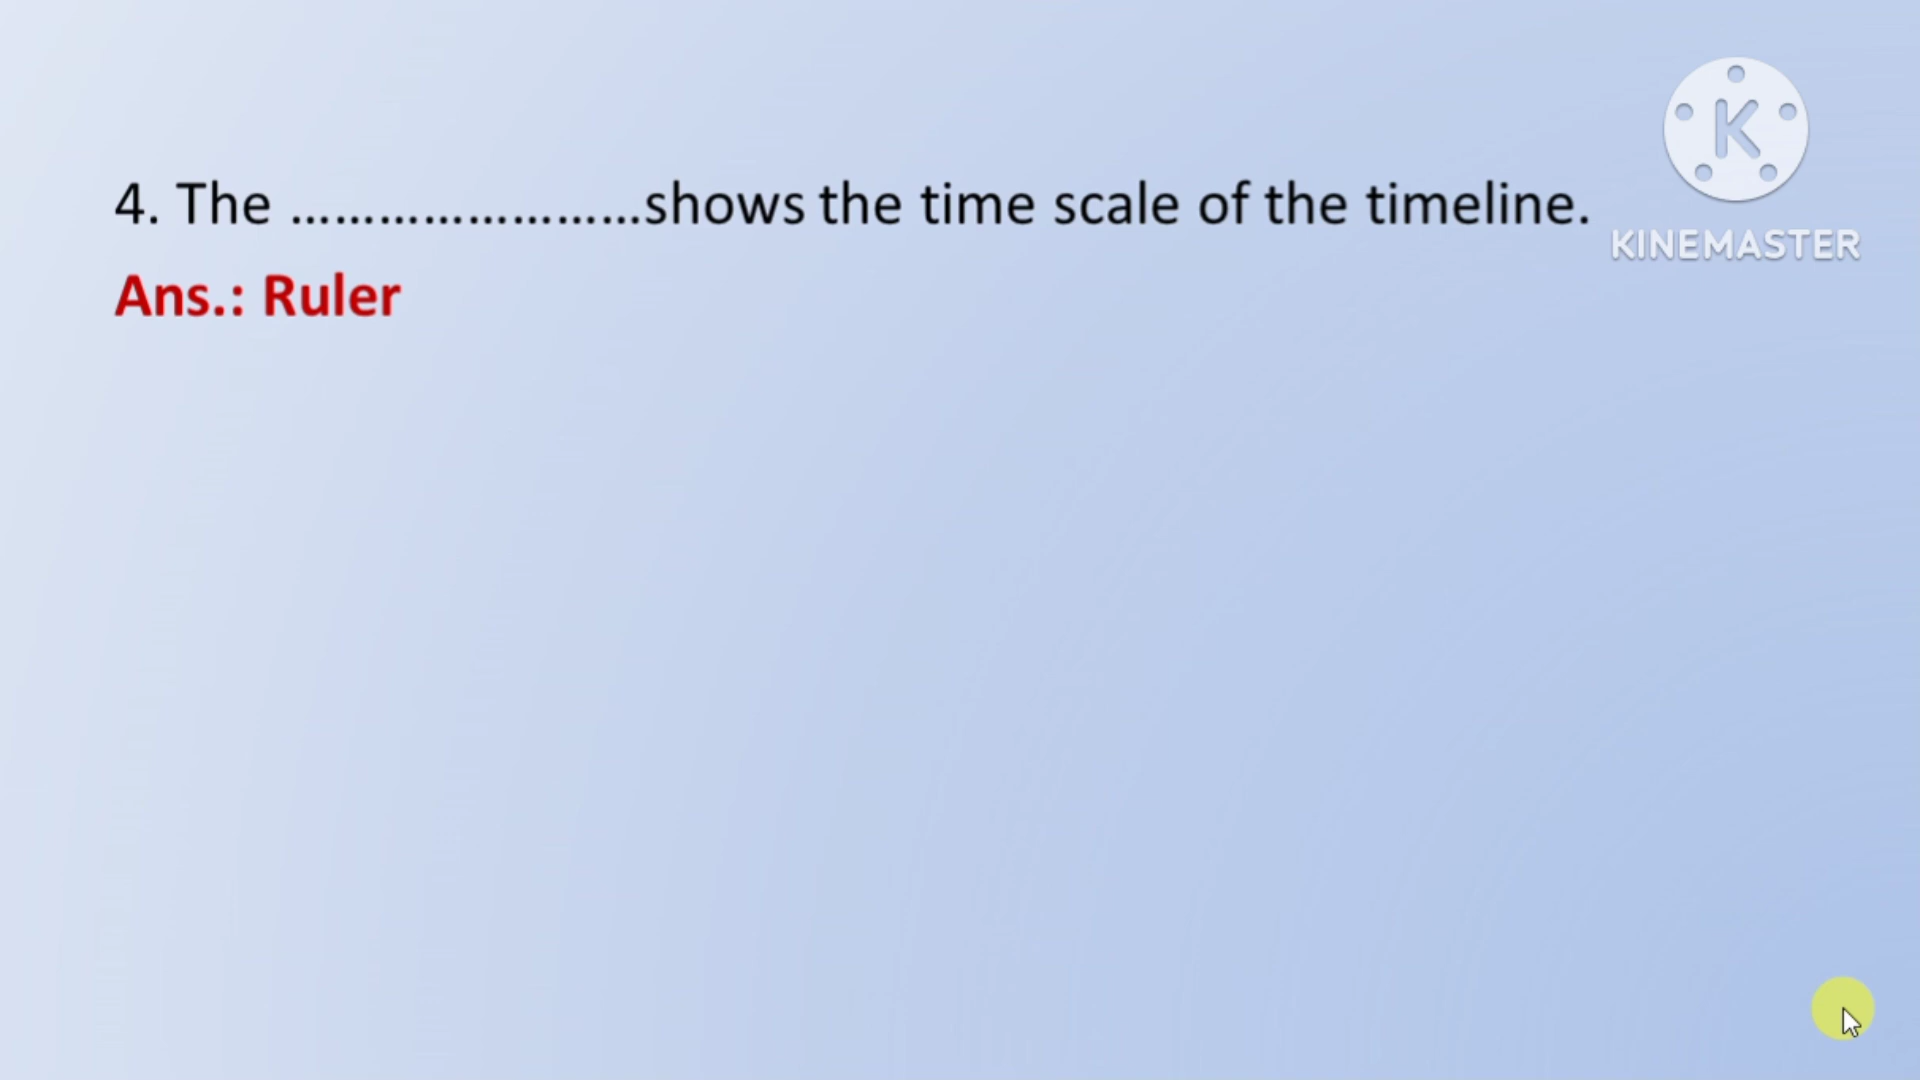 4. The ........................shows the time scale of the timeline.
Ans.: Ruler
K
KINEMASTER